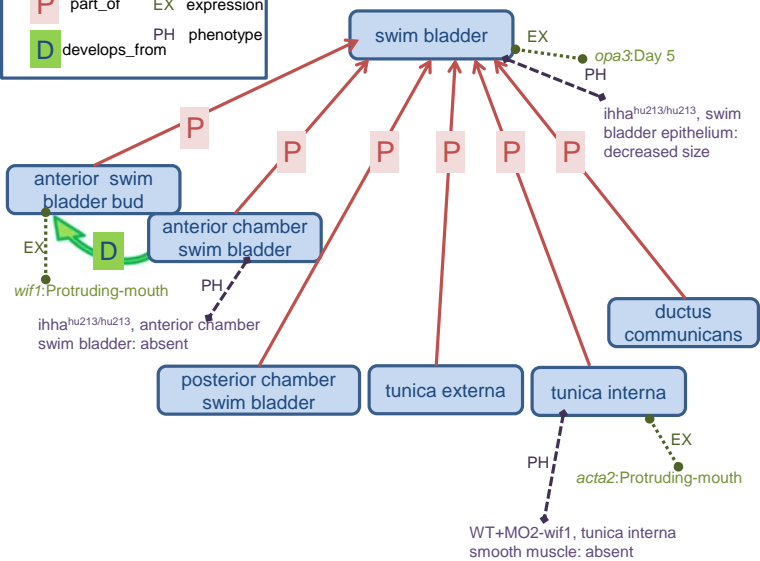 P part_of EX expression
D develops_from PH phenotype
swim bladder
EX
opa3:Day 5
PH
ihhahu213/hu213, swim
bladder epithelium:
decreased size
P
P
P
P
P
P
anterior swim
bladder bud
anterior chamber
swim bladder
EX
D
wif1:Protruding-mouth
PH
ihhahu213/hu213, anterior chamber
swim bladder: absent
ductus
communicans
posterior chamber
swim bladder
tunica externa
tunica interna
EX
PH
acta2:Protruding-mouth
WT+MO2-wif1, tunica interna
smooth muscle: absent